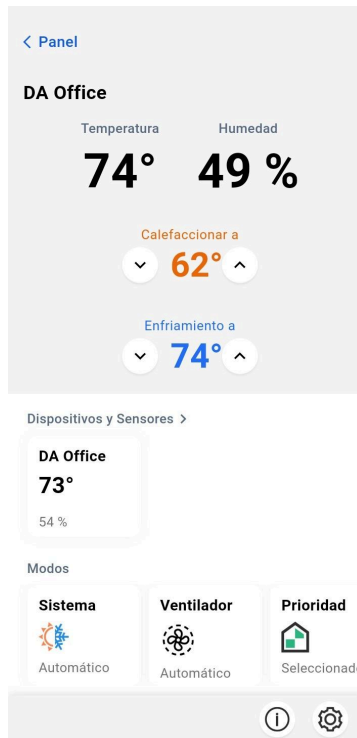 Panel
DA Office
Temperatura Humedad
74° 49 %
Calefaccionar a
62°
Enfriamiento a
74°
Dispositivos y Sensores
DA Office
73°
54 %
Modos
Sistema Ventilador Prioridad
Automático Automático Seleccionad